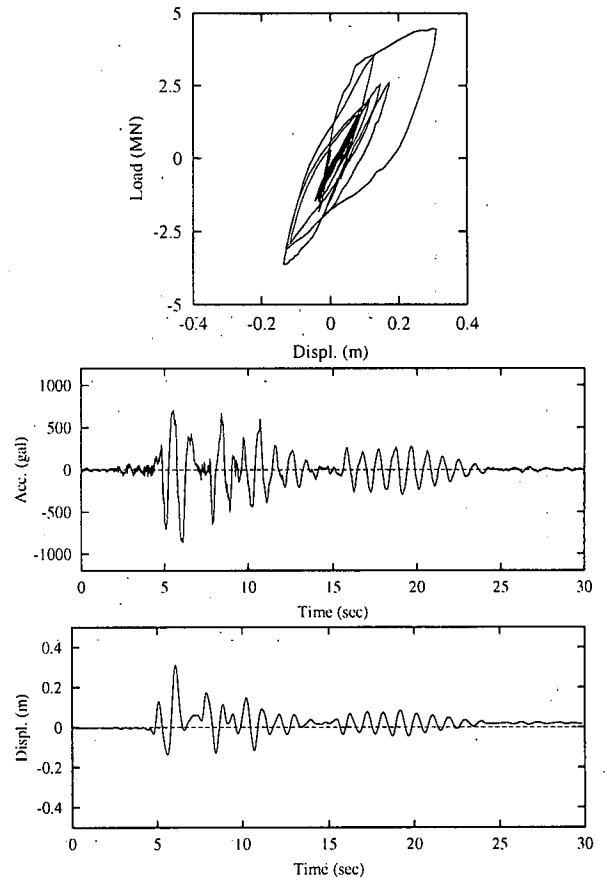 5
2.5
0
-2.5
-5
Load (MN)
-0.4 -0.2 0 0.2 0.4
Displ. (m)
1000
500
0
-500
-1000
Acc. (gal)
0 5 10 15 20 25 30
Time (sec)
0.4
0.2
0
-0.2
-0.4
Displ. (m)
0 5 10 15 20 25 30
Time (sec)